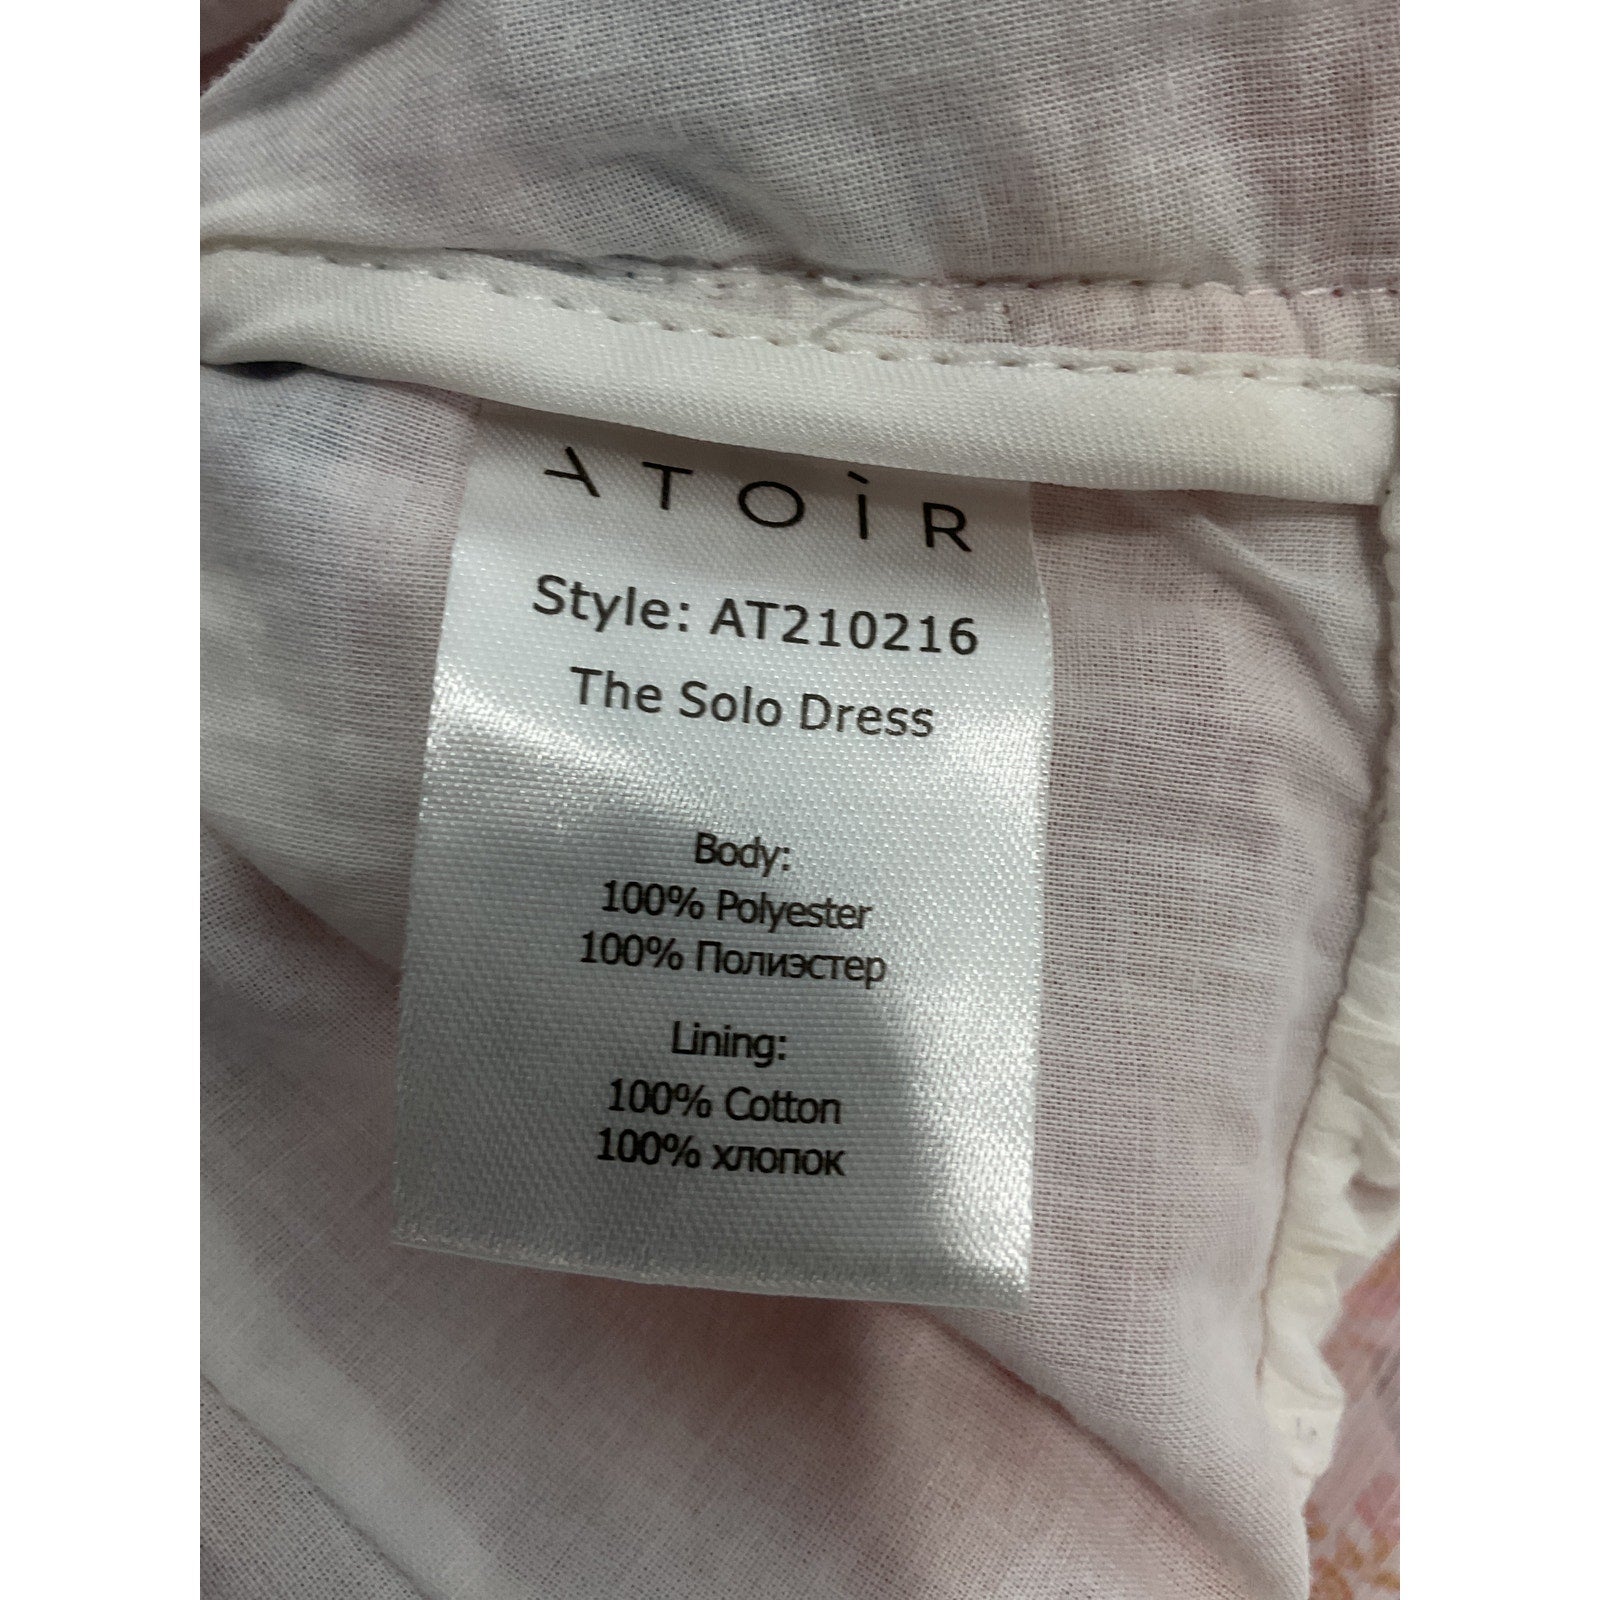 ATOÌR
Style: AT210216
The Solo Dress
Body:
100% Polyester
100% Полиэстер
Lining:
100% Cotton
100% хлопок